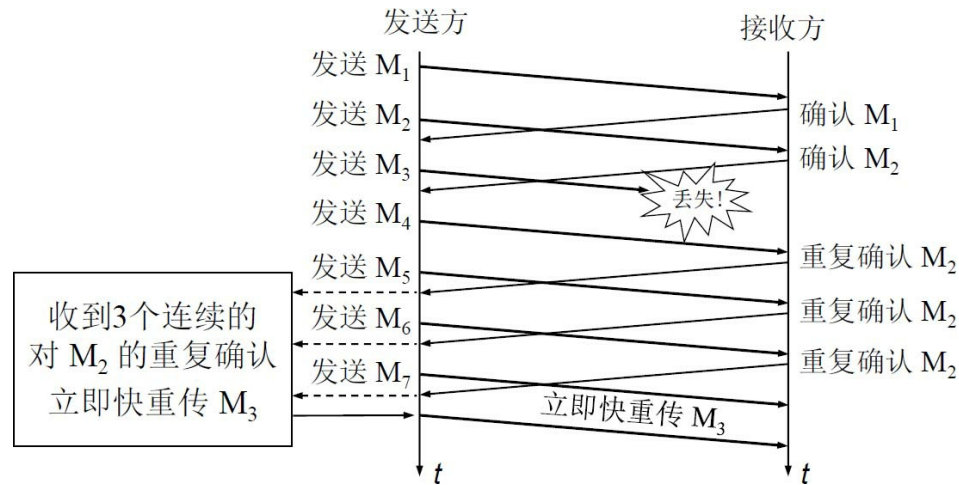 发送方
接收方
发送 M₁
发送 M₂
确认 M₁
发送 M₃
确认 M₂
丢失!
发送 M₄
发送 M₅
重复确认 M₂
发送 M₆
重复确认 M₂
发送 M₇
重复确认 M₂
收到3个连续的
对 M₂ 的重复确认
立即快重传 M₃
立即快重传 M₃
t
t